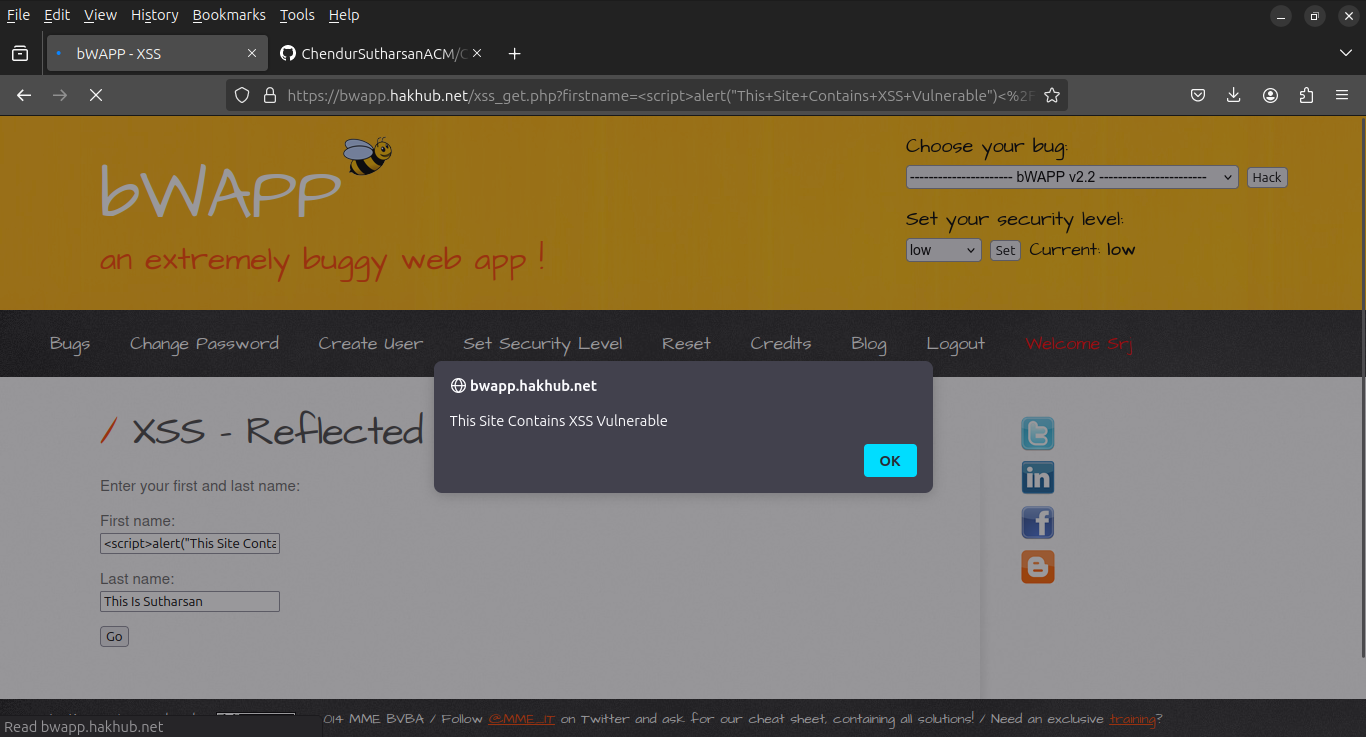 File Edit View History Bookmarks Tools Help
bWAPP - XSS
ChendurSutharsanACM/
https://bwapp.hakhub.net/xss_get.php?firstname=<script>alert("This+Site+Contains+XSS+Vulnerable")<%2F
bWAPP
an extremely buggy web app !
Choose your bug:
---------------------- bWAPP v2.2 -----------------------
Hack
Set your security level:
low
Set
Current: low
Bugs Change Password Create User Set Security Level Reset Credits Blog Logout Welcome Srj
/ XSS - Reflected
bwapp.hakhub.net
This Site Contains XSS Vulnerable
OK
Enter your first and last name:
First name:
<script>alert("This Site Conta
Last name:
This Is Sutharsan
Go
Read bwapp.hakhub.net
014 MME BVBA / Follow @MME_IT on Twitter and ask for our cheat sheet, containing all solutions! / Need an exclusive training?